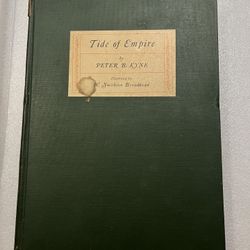 Tide of Empire
by
PETER B. KYNE
Illustrated by
W. Smithson Broadhead